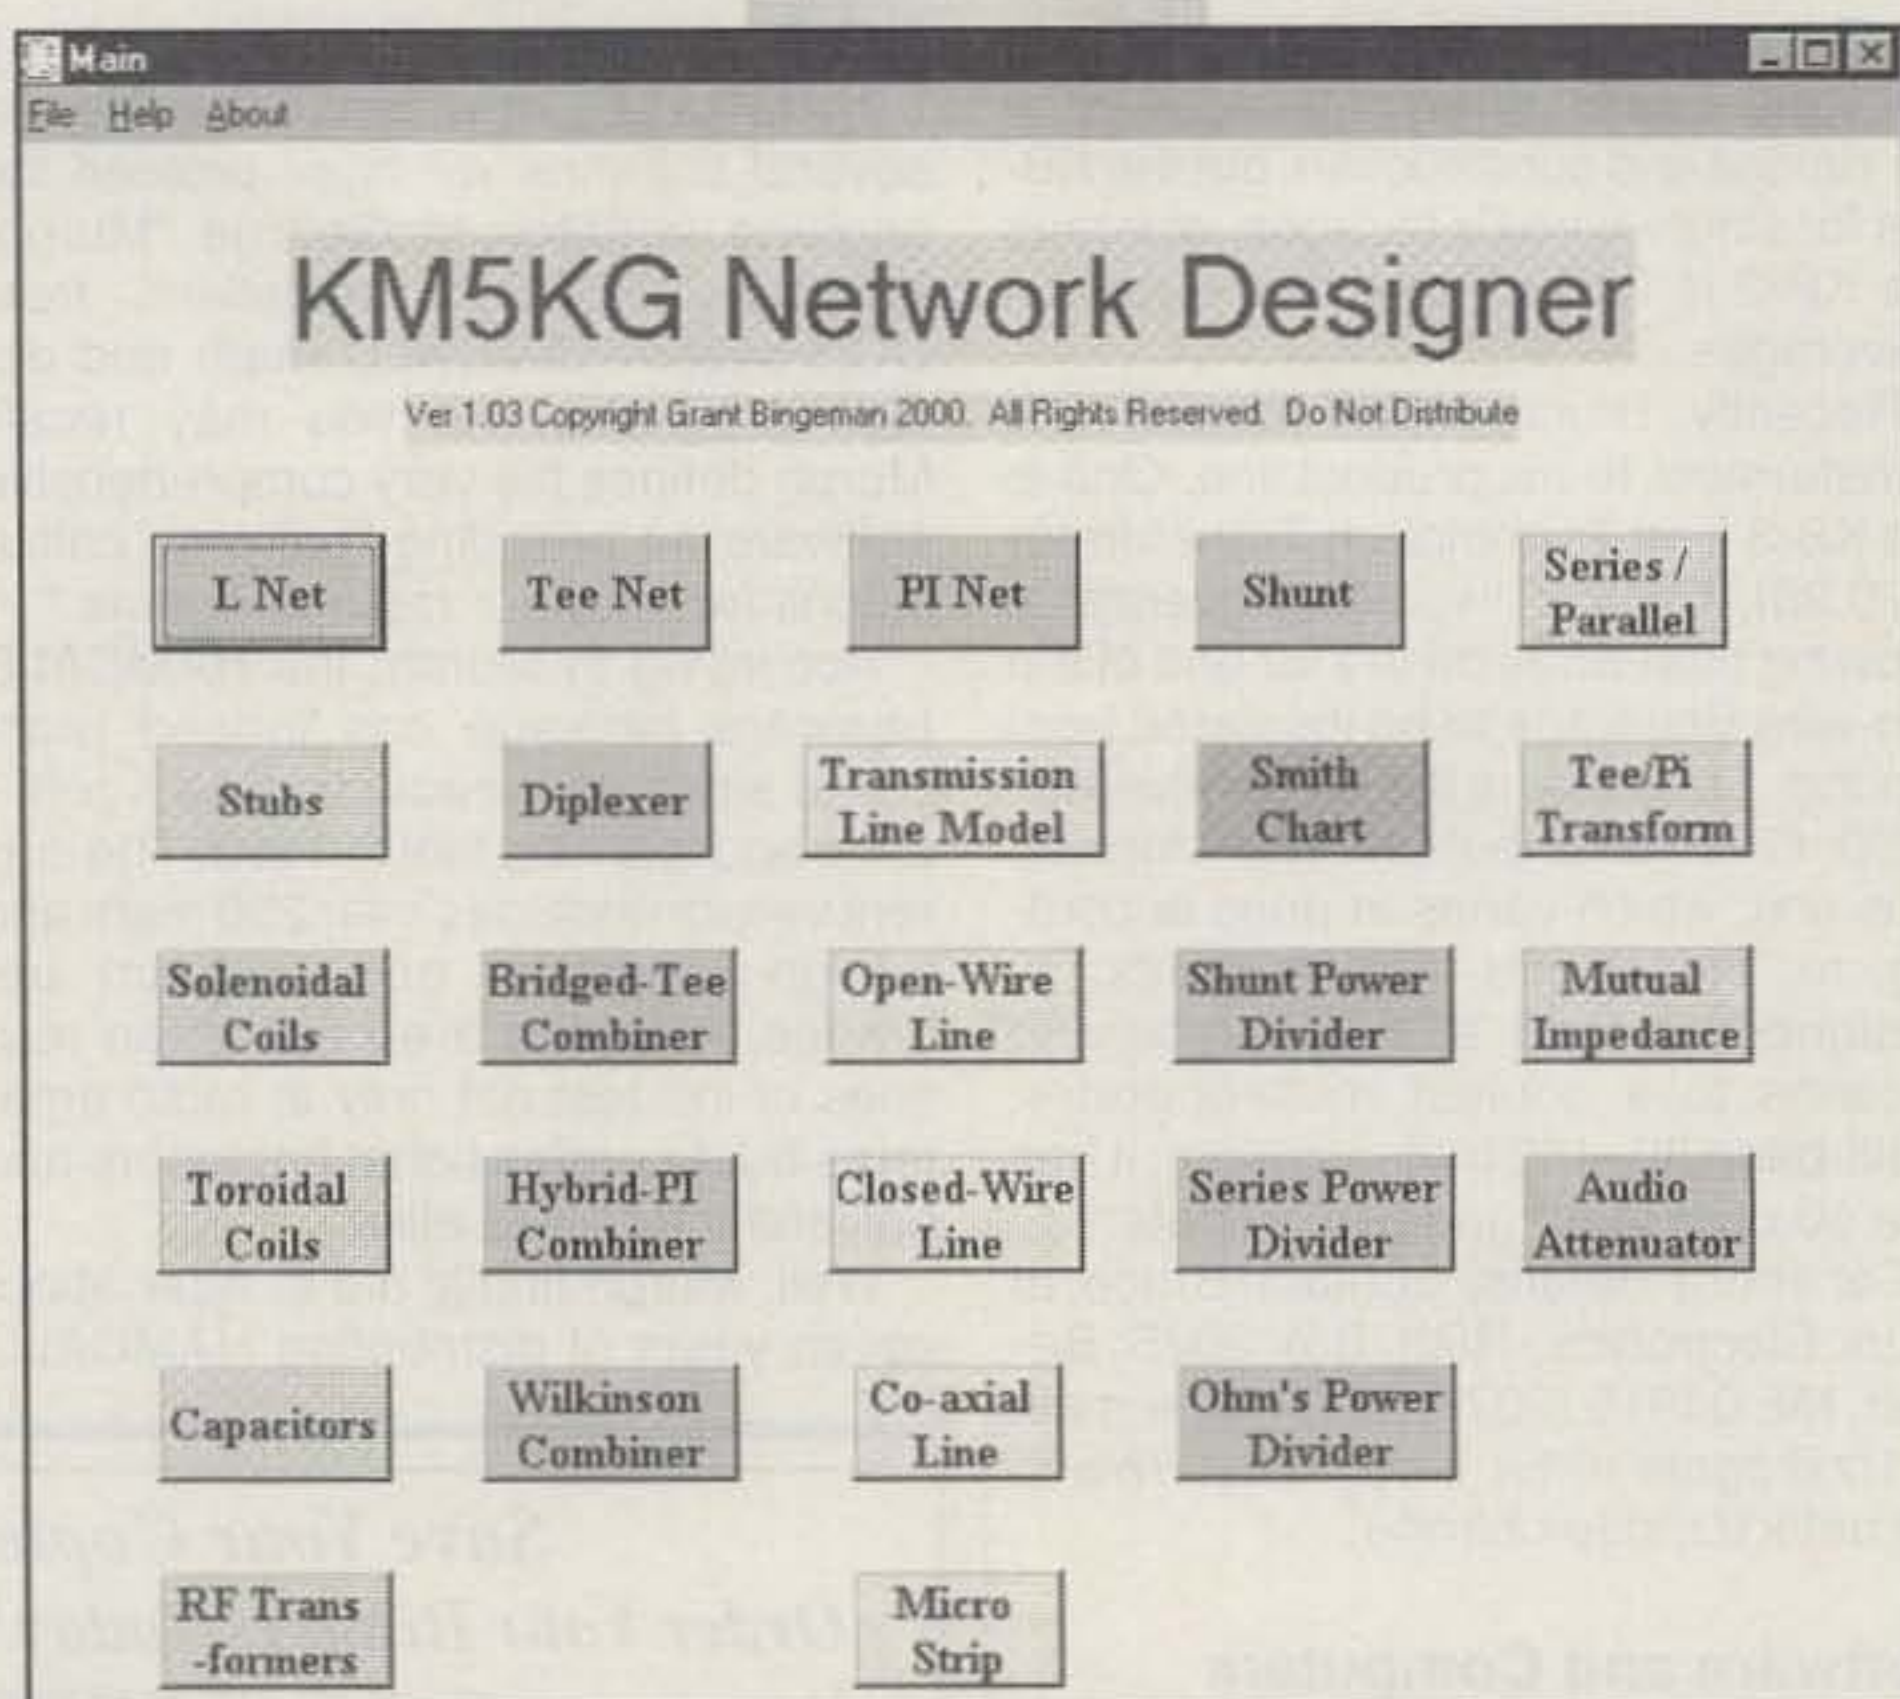 Main
File Help About
KM5KG Network Designer
Ver 1.03 Copyright Grant Bingeman 2000. All Rights Reserved. Do Not Distribute
L Net
Tee Net
PI Net
Shunt
Series /
Parallel
Stubs
Diplexer
Transmission
Line Model
Smith
Chart
Tee/Pi
Transform
Solenoidal
Coils
Bridged-Tee
Combiner
Open-Wire
Line
Shunt Power
Divider
Mutual
Impedance
Toroidal
Coils
Hybrid-PI
Combiner
Closed-Wire
Line
Series Power
Divider
Audio
Attenuator
Capacitors
Wilkinson
Combiner
Co-axial
Line
Ohm's Power
Divider
RF Trans
-formers
Micro
Strip